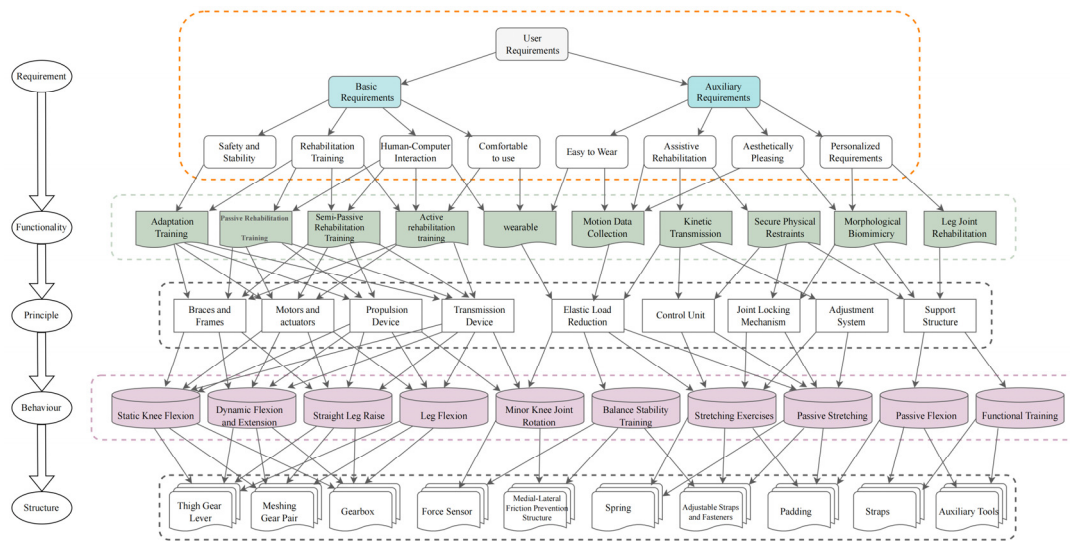 User
Requirements
Requirement
Basic
Requirements
Auxiliary
Requirements
Safety and
Stability
Rehabilitation
Training
Human-Computer
Interaction
Comfortable
to use
Easy to Wear
Assistive
Rehabilitation
Aesthetically
Pleasing
Personalized
Requirements
Functionality
Adaptation
Training
Passive Rehabilitation
Training
Semi-Passive
Rehabilitation
Training
Active
rehabilitation
training
wearable
Motion Data
Collection
Kinetic
Transmission
Secure Physical
Restraints
Morphological
Biomimicry
Leg Joint
Rehabilitation
Principle
Braces and
Frames
Motors and
actuators
Propulsion
Device
Transmission
Device
Elastic Load
Reduction
Control Unit
Joint Locking
Mechanism
Adjustment
System
Support
Structure
Behaviour
Static Knee Flexion
Dynamic Flexion
and Extension
Straight Leg Raise
Leg Flexion
Minor Knee Joint
Rotation
Balance Stability
Training
Stretching Exercises
Passive Stretching
Passive Flexion
Functional Training
Structure
Thigh Gear
Lever
Meshing
Gear Pair
Gearbox
Force Sensor
Medial-Lateral
Friction Prevention
Structure
Spring
Adjustable Straps
and Fasteners
Padding
Straps
Auxiliary Tools